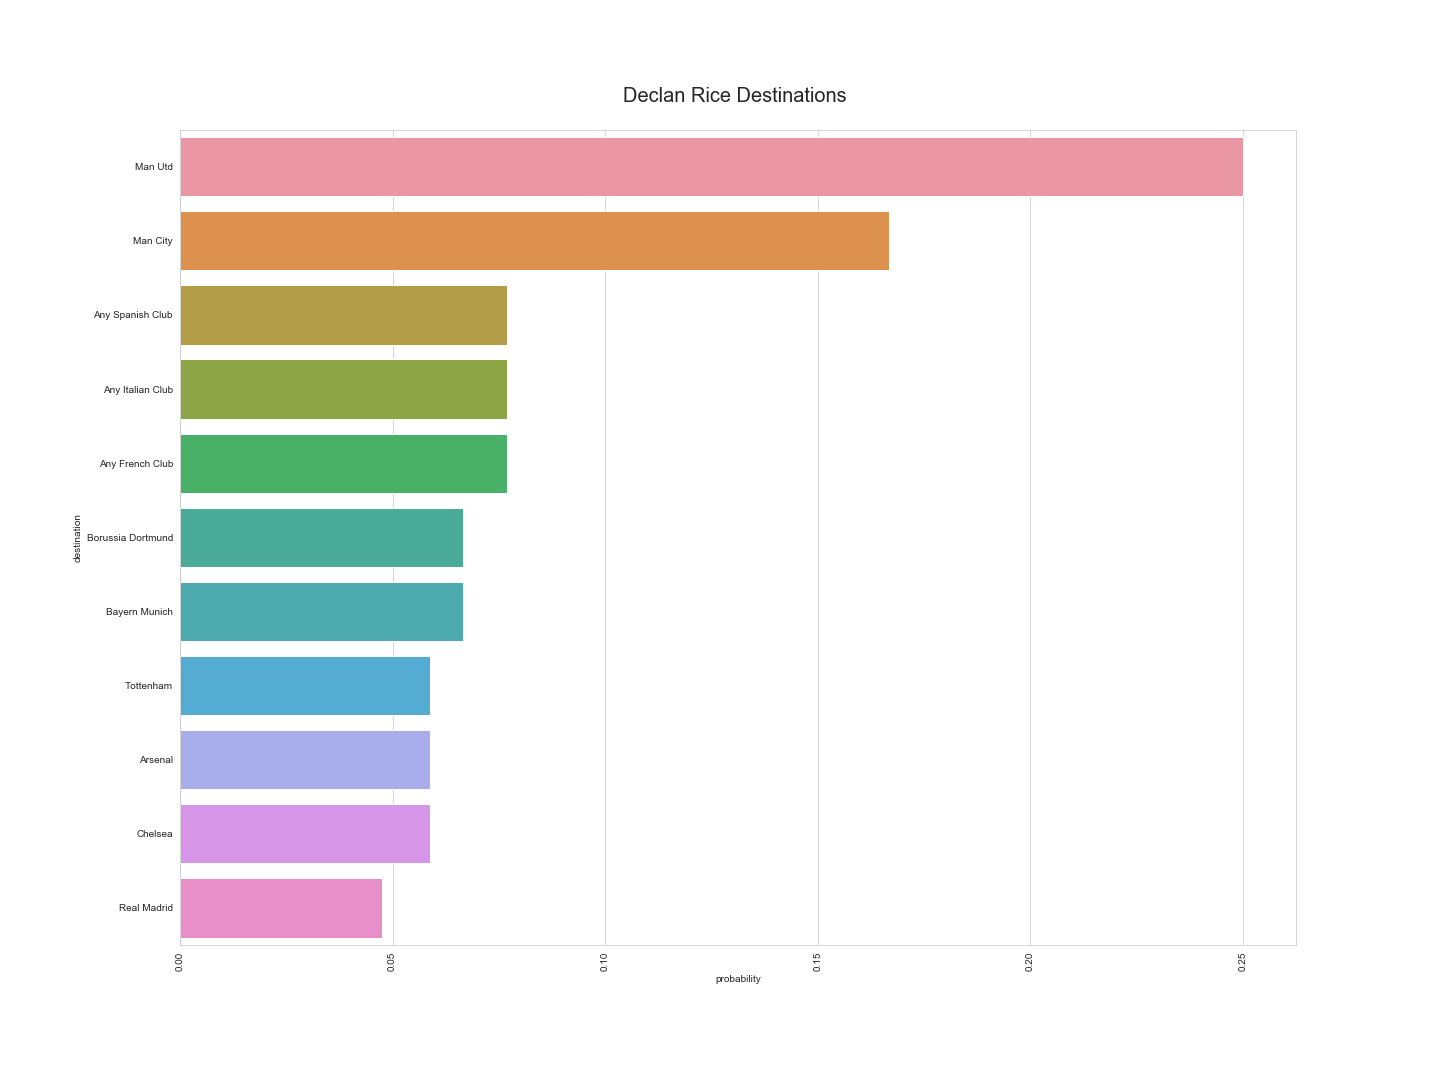 Declan Rice Destinations
Man Utd
Man City
Any Spanish Club
Any Italian Club
Any French Club
Borussia Dortmund
Bayern Munich
Tottenham
Arsenal
Chelsea
Real Madrid
destination
0.00
0.05
0.10
0.15
0.20
0.25
probability